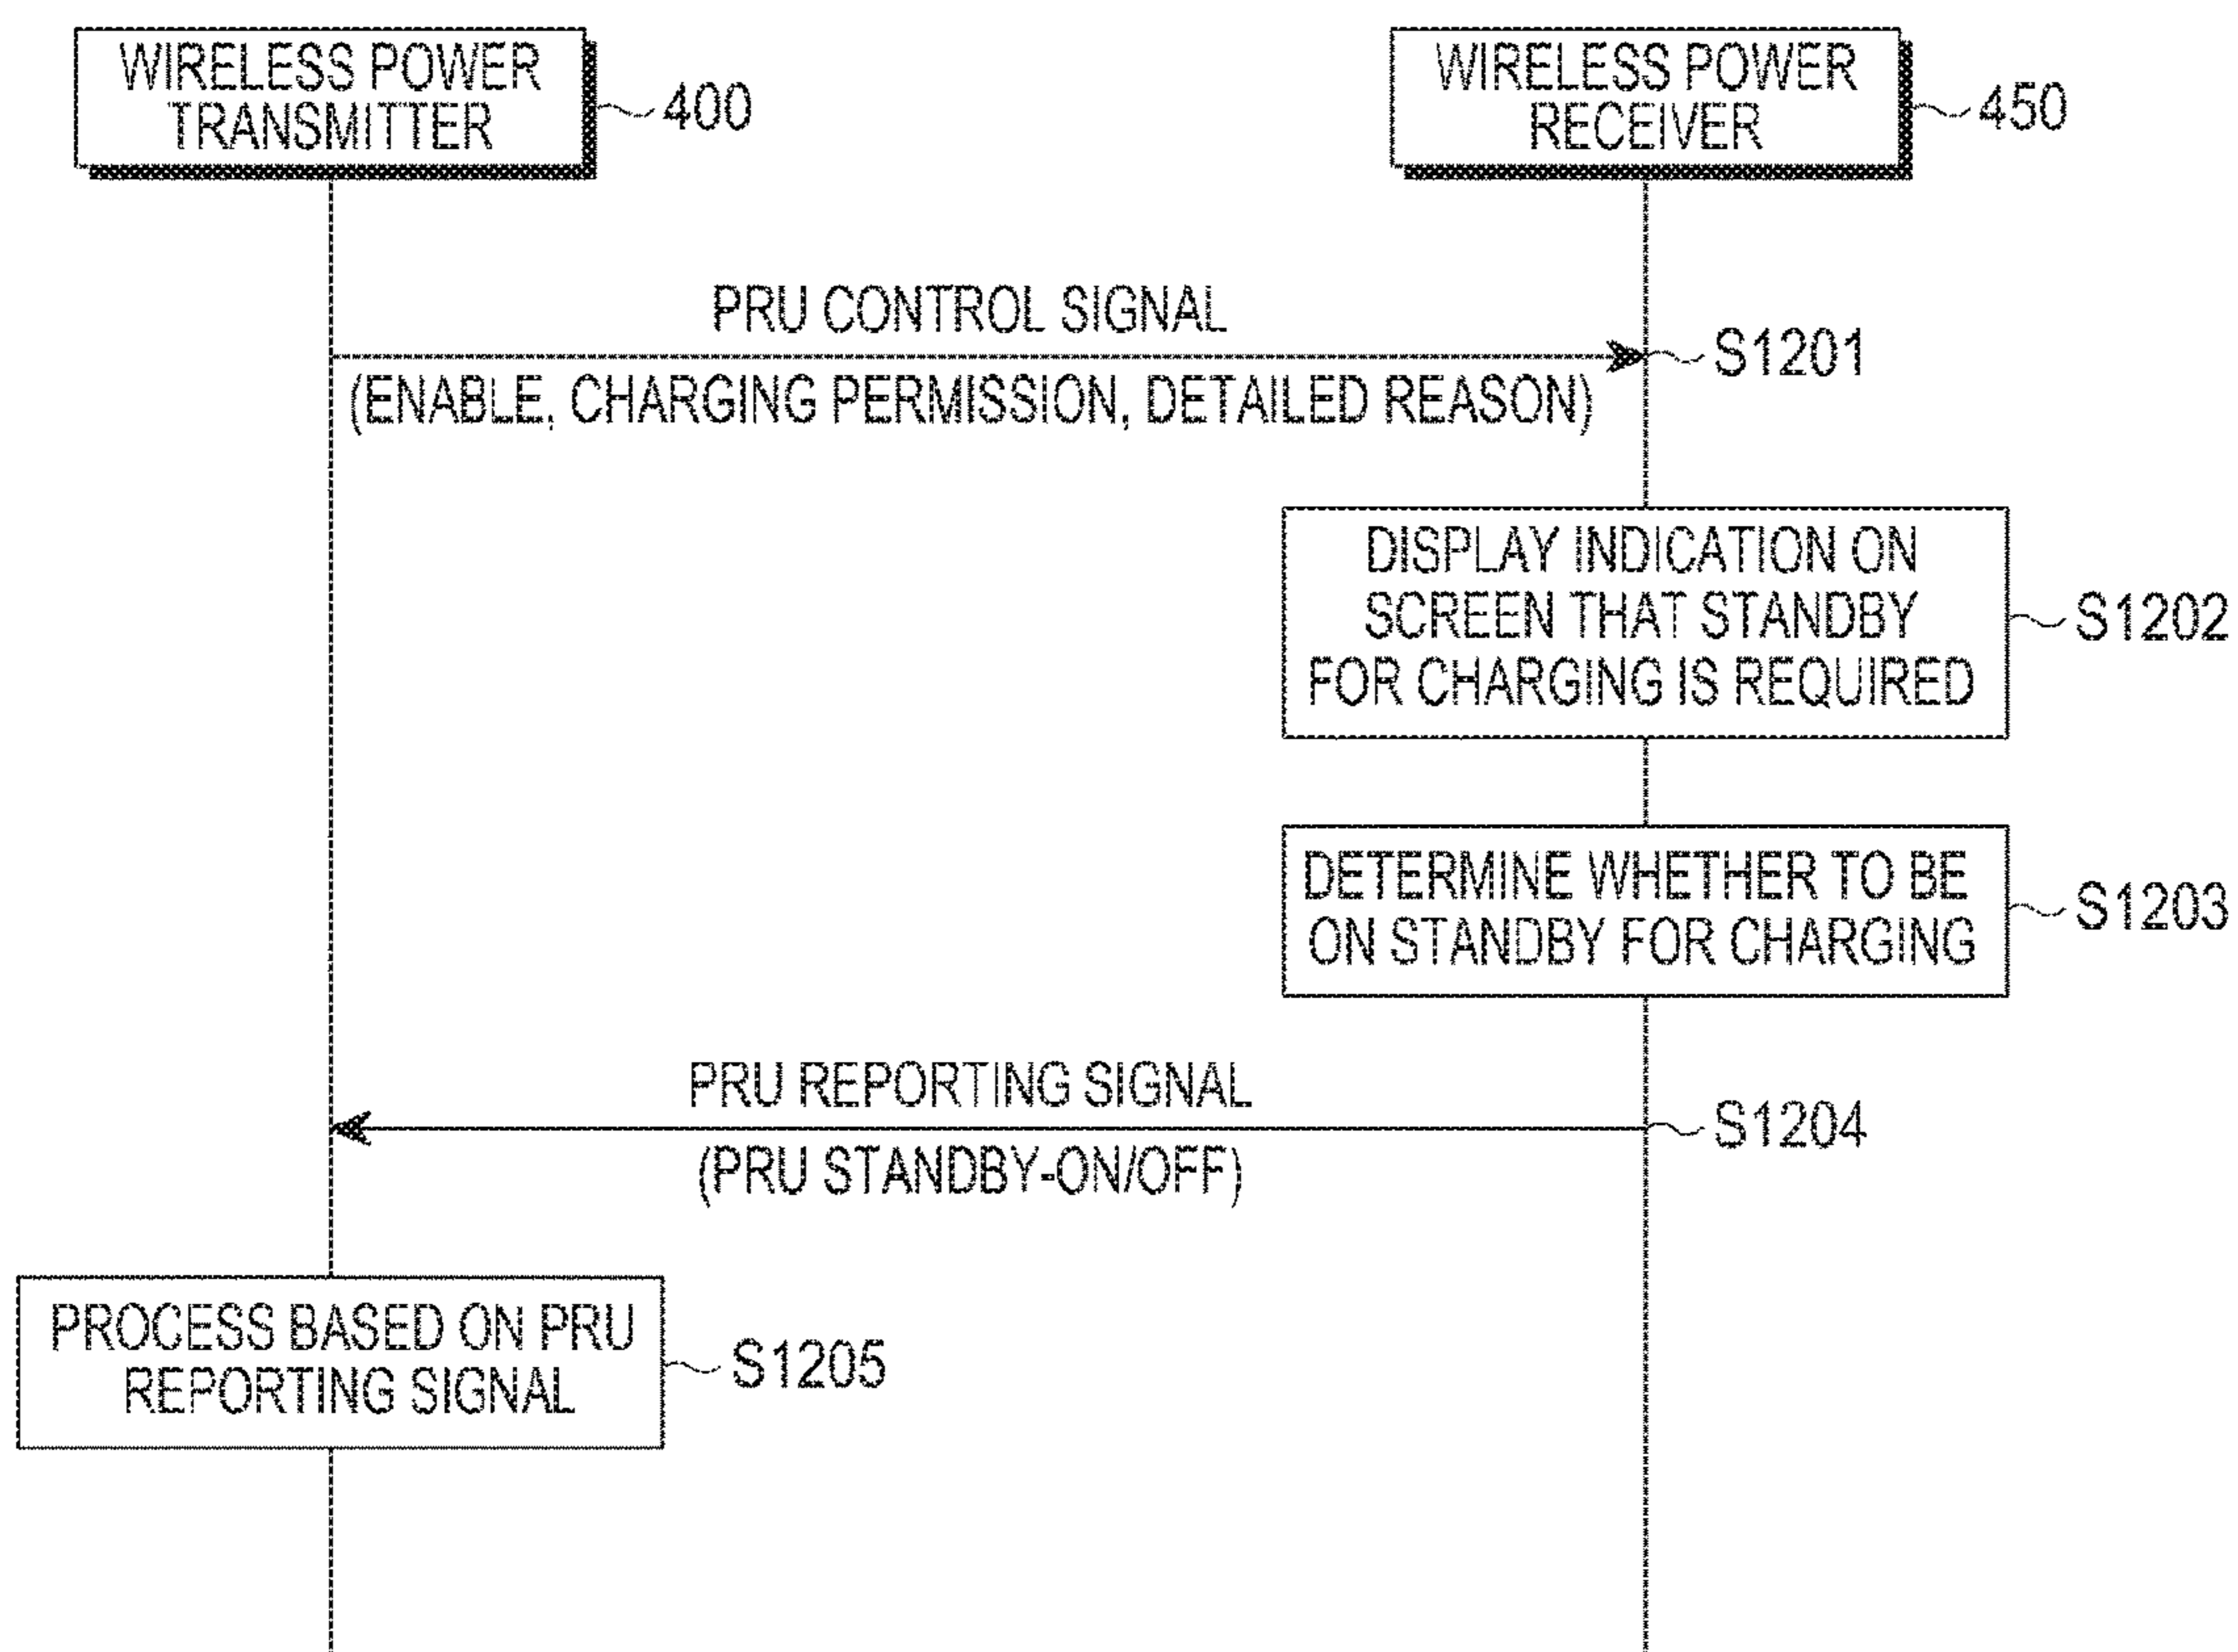 WIRELESS POWER
TRANSMITTER
400
WIRELESS POWER
RECEIVER
450
PRU CONTROL SIGNAL
S1201
(ENABLE, CHARGING PERMISSION, DETAILED REASON)
DISPLAY INDICATION ON
SCREEN THAT STANDBY
FOR CHARGING IS REQUIRED
S1202
DETERMINE WHETHER TO BE
ON STANDBY FOR CHARGING
S1203
PRU REPORTING SIGNAL
S1204
(PRU STANDBY-ON/OFF)
PROCESS BASED ON PRU
REPORTING SIGNAL
S1205